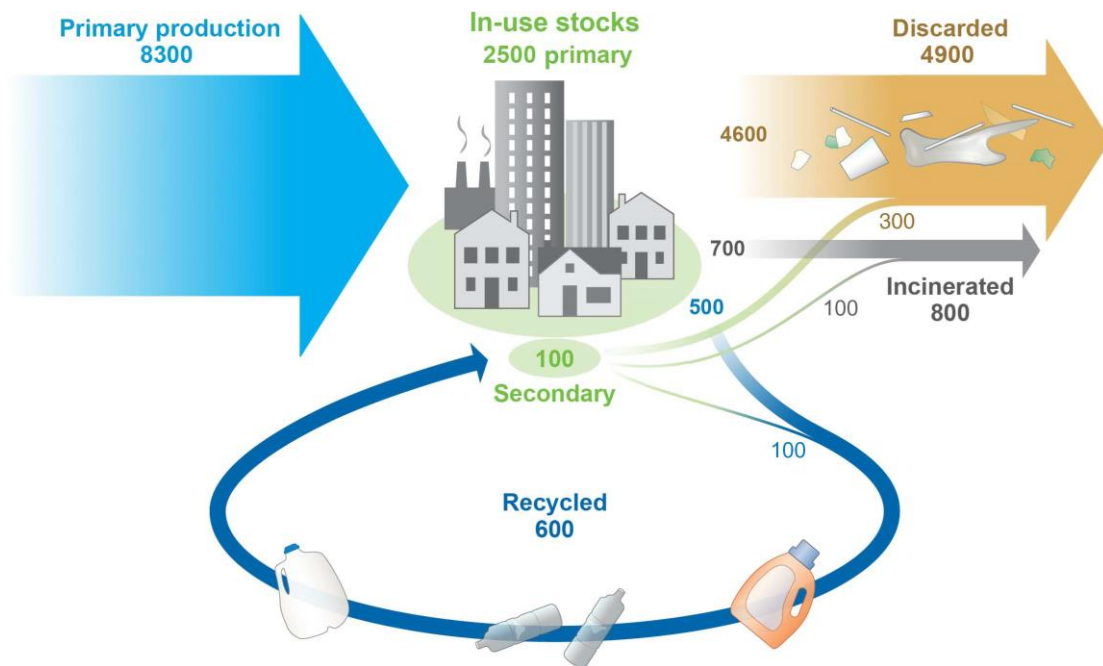 Primary production
8300
In-use stocks
2500 primary
Discarded
4900
4600
300
700
Incinerated
800
500
100
100
Secondary
100
Recycled
600